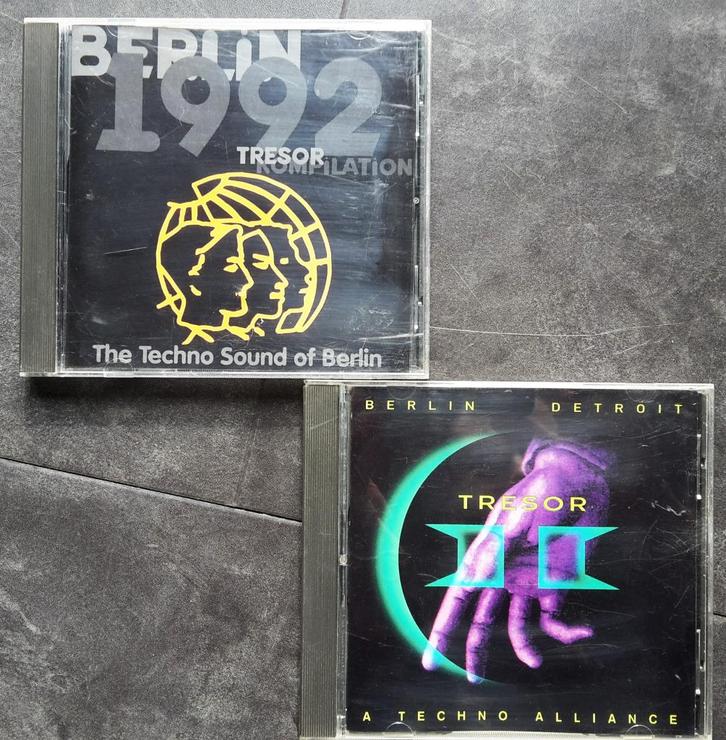 BERLiN
1992
TRESOR
KOMPiLATiON
The Techno Sound of Berlin
BERLIN DETROIT
TRESOR
II
A TECHNO ALLIANCE